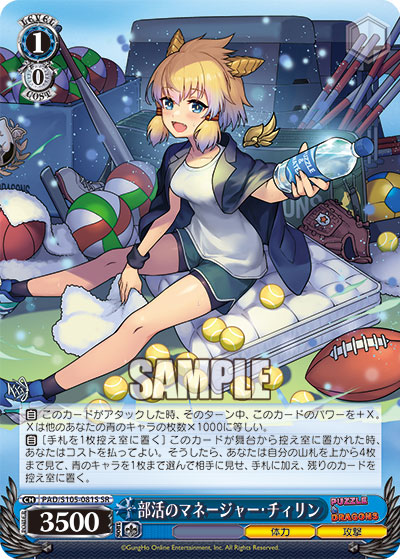 LEVEL
1
0
COST
PUZZLE
&
SAMPLE
自 このカードがアタックした時、そのターン中、このカードのパワーを＋X。
Xは他のあなたの青のキャラの枚数×1000に等しい。
自 ［手札を1枚控え室に置く］ このカードが舞台から控え室に置かれた時、
あなたはコストを払ってよい。そうしたら、あなたは自分の山札を上から4枚
まで見て、青のキャラを1枚まで選んで相手に見せ、手札に加え、残りのカード
を控え室に置く。
CH PAD/S105-081S SR
部活のマネージャー・チィリン
PUZZLE & DRAGONS
POWER
3500
体力
攻撃
©GungHo Online Entertainment, Inc. All Rights Reserved.